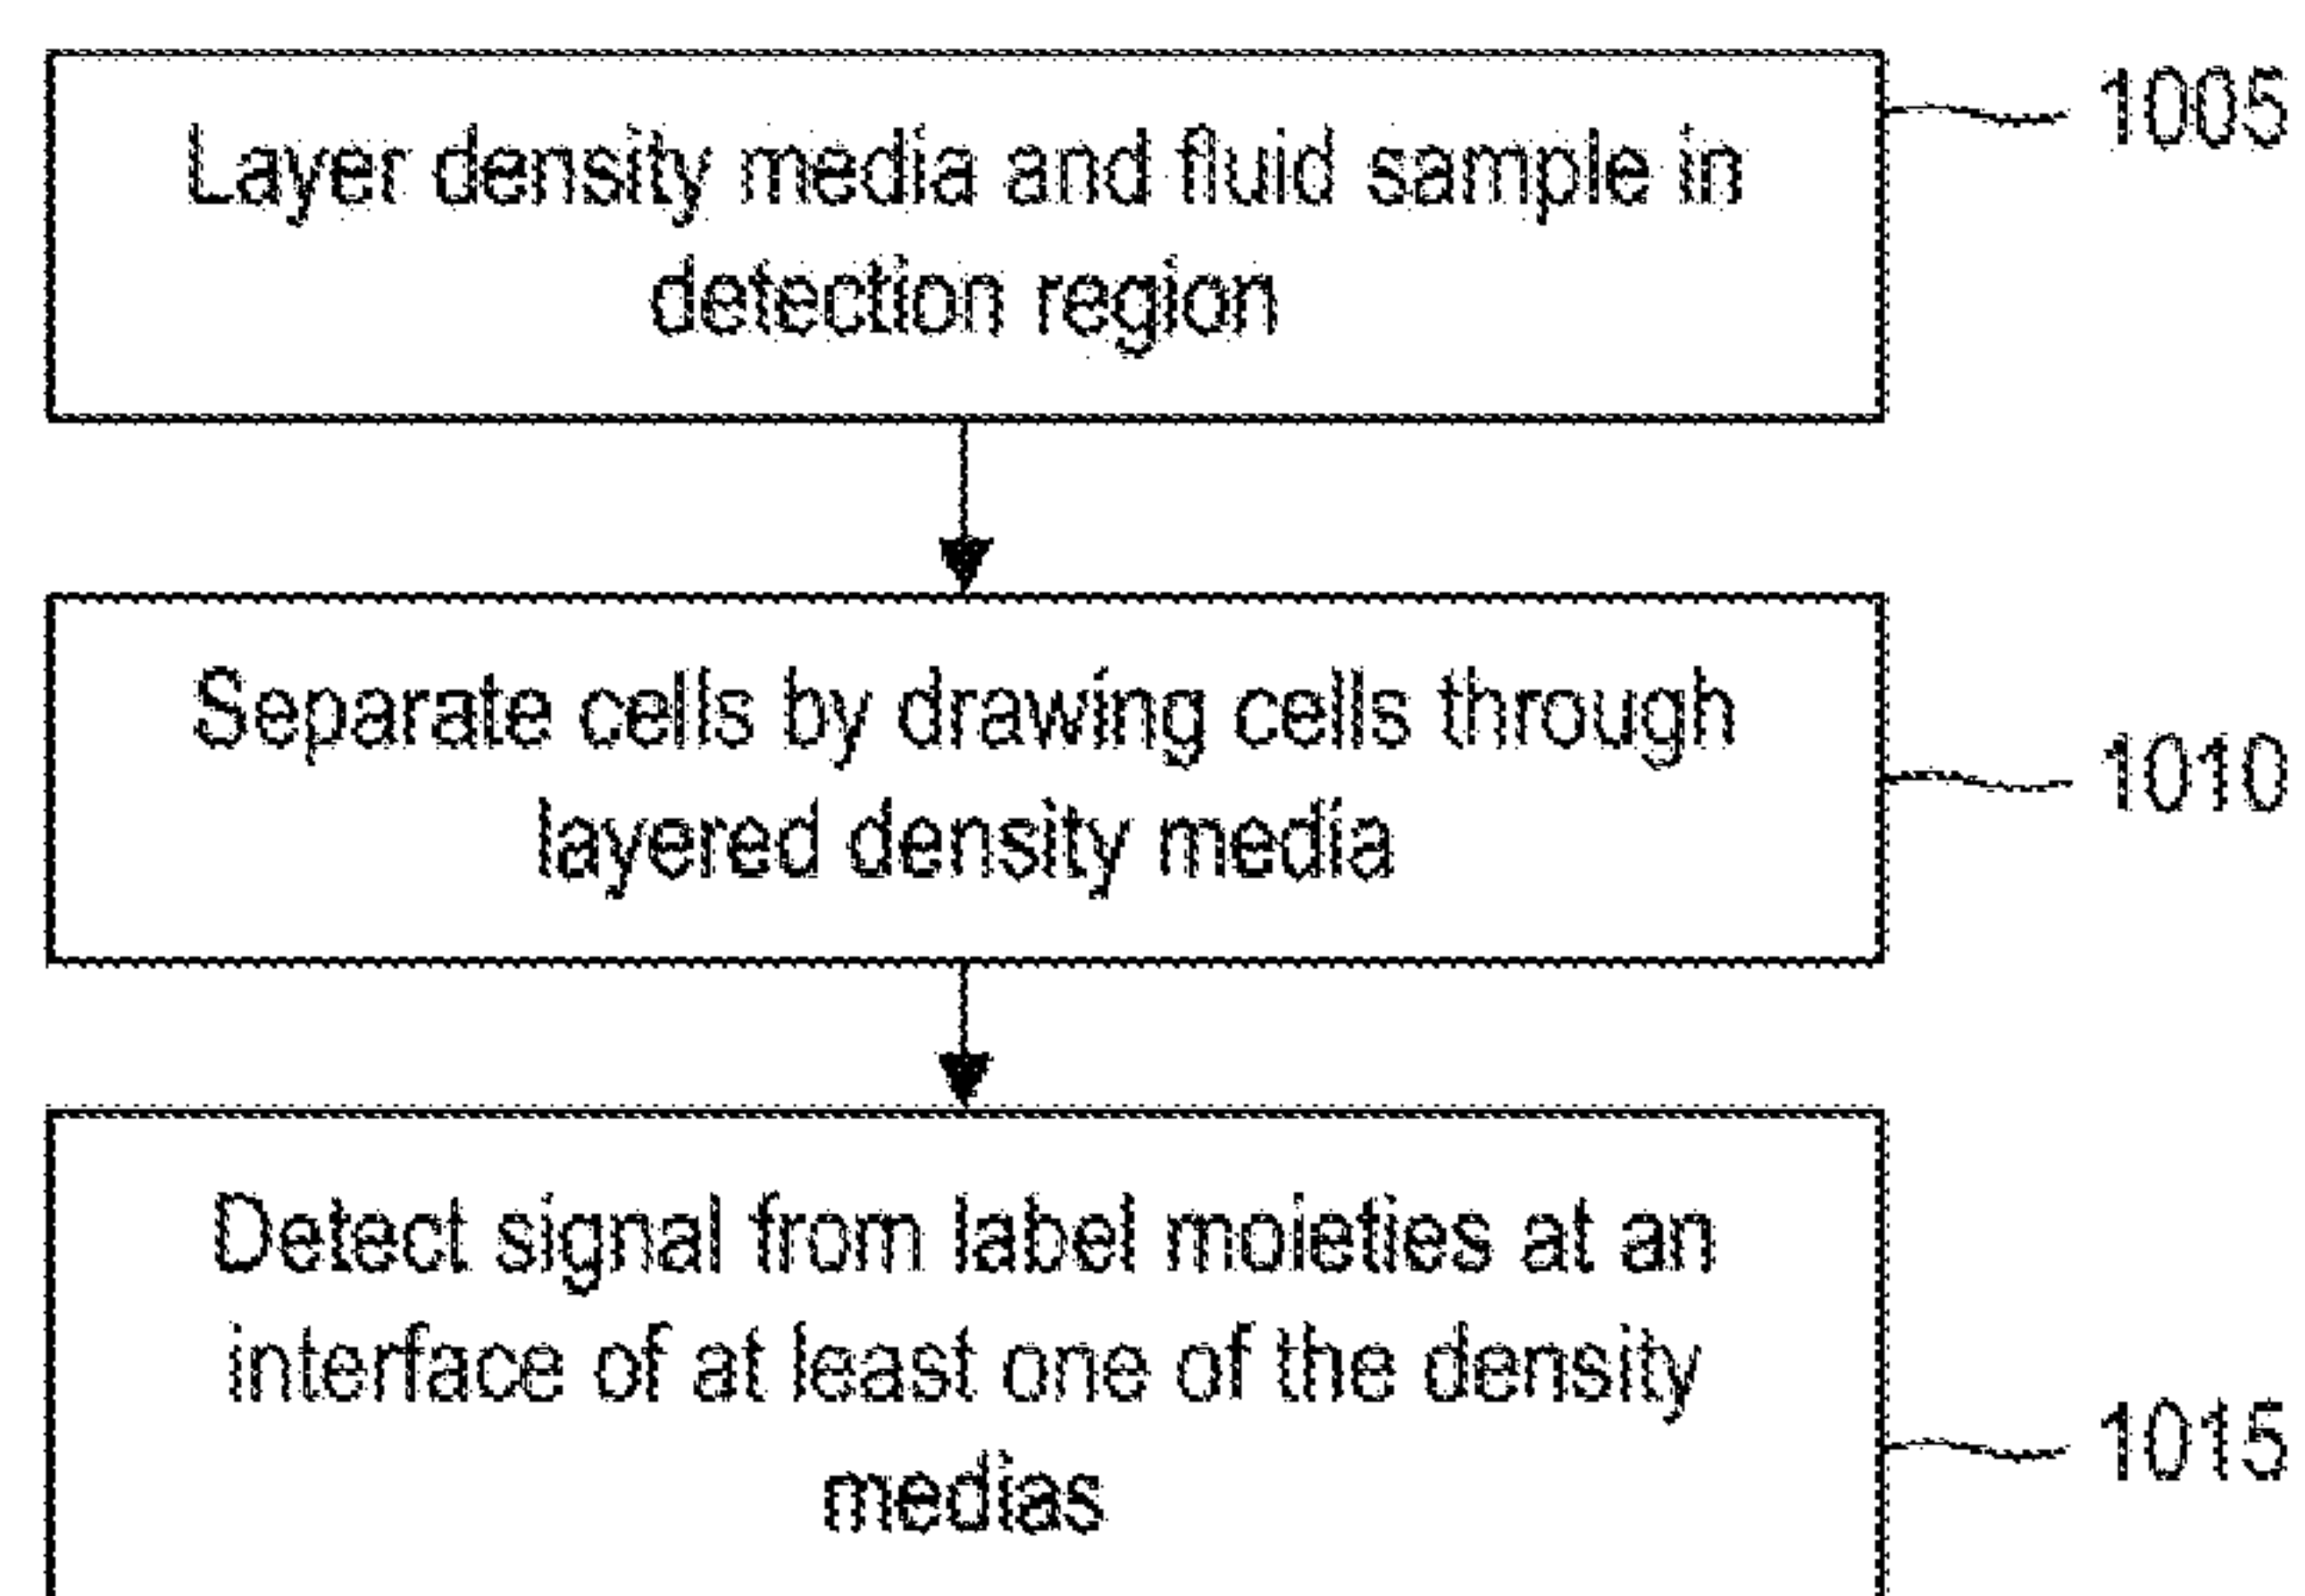 Layer density media and fluid sample in
detection region
1005
Separate cells by drawing cells through
layered density media
1010
Detect signal from label moieties at an
interface of at least one of the density
medias
1015